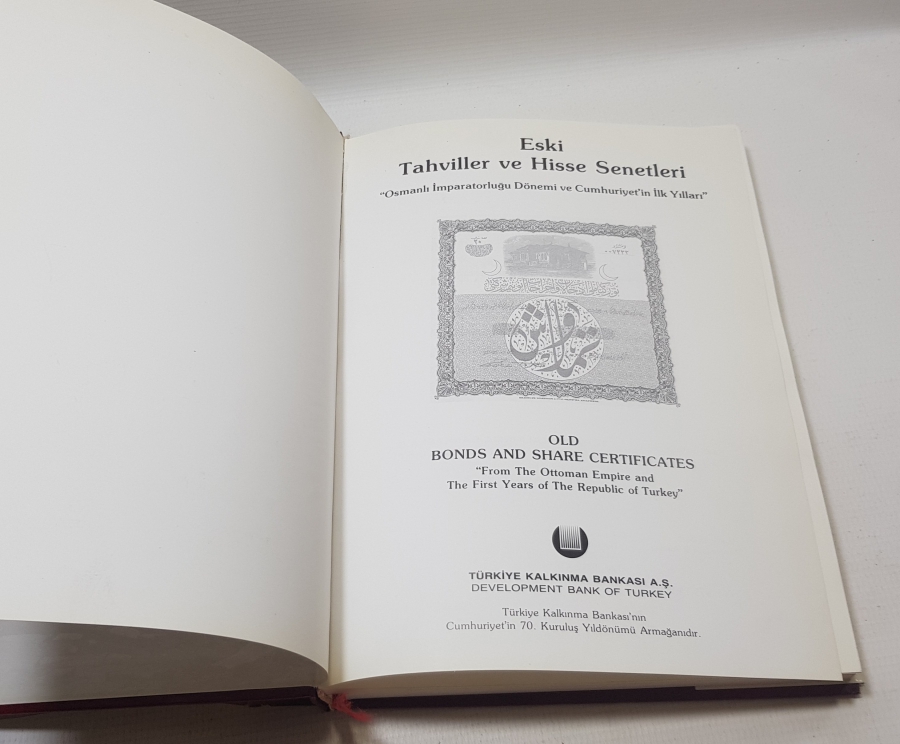 Eski
Tahviller ve Hisse Senetleri
"Osmanlı İmparatorluğu Dönemi ve Cumhuriyet'in İlk Yılları"
OLD
BONDS AND SHARE CERTIFICATES
"From The Ottoman Empire and
The First Years of The Republic of Turkey"
TÜRKİYE KALKINMA BANKASI A.Ş.
DEVELOPMENT BANK OF TURKEY
Türkiye Kalkınma Bankası'nın
Cumhuriyet'in 70. Kuruluş Yıldönümü Armağanıdır.